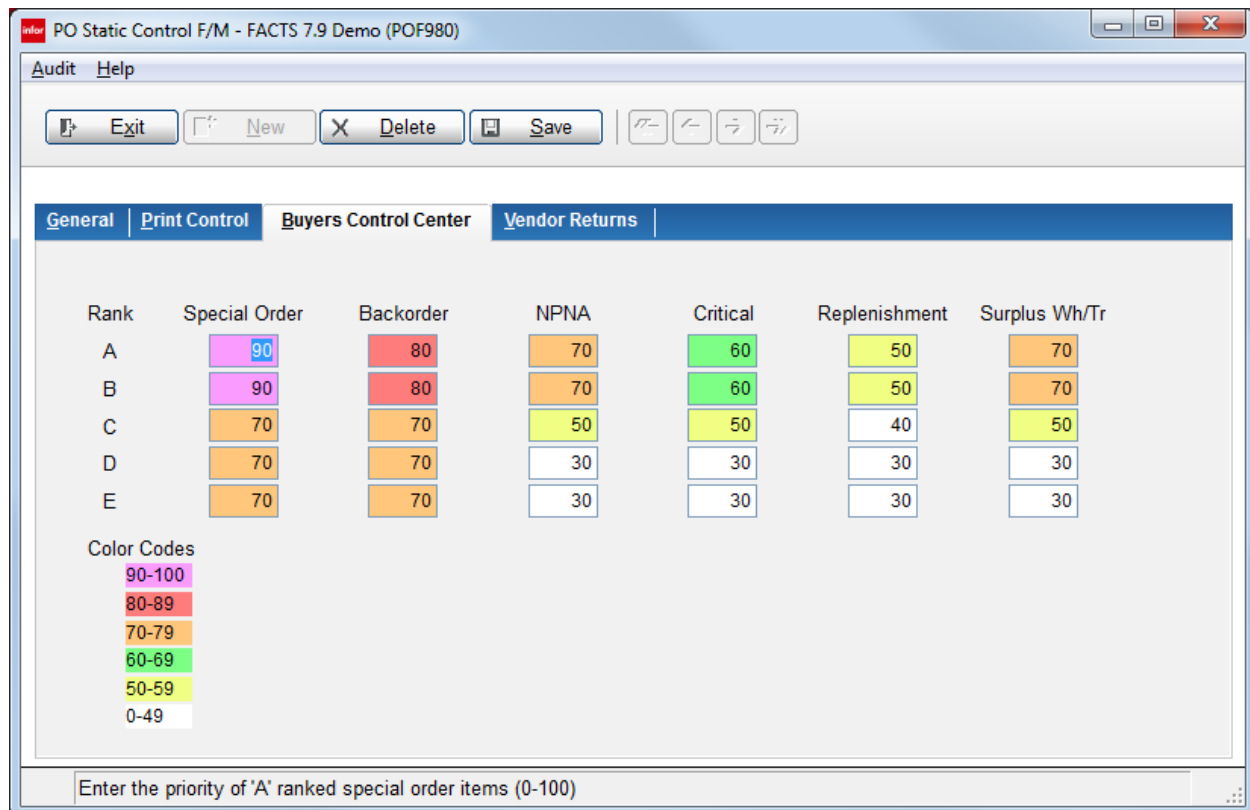 infor PO Static Control F/M - FACTS 7.9 Demo (POF980)
Audit Help
Exit New Delete Save
General Print Control Buyers Control Center Vendor Returns
Rank Special Order Backorder NPNA Critical Replenishment Surplus Wh/Tr
A 90 80 70 60 50 70
B 90 80 70 60 50 70
C 70 70 50 50 40 50
D 70 70 30 30 30 30
E 70 70 30 30 30 30
Color Codes
90-100
80-89
70-79
60-69
50-59
0-49
Enter the priority of 'A' ranked special order items (0-100)